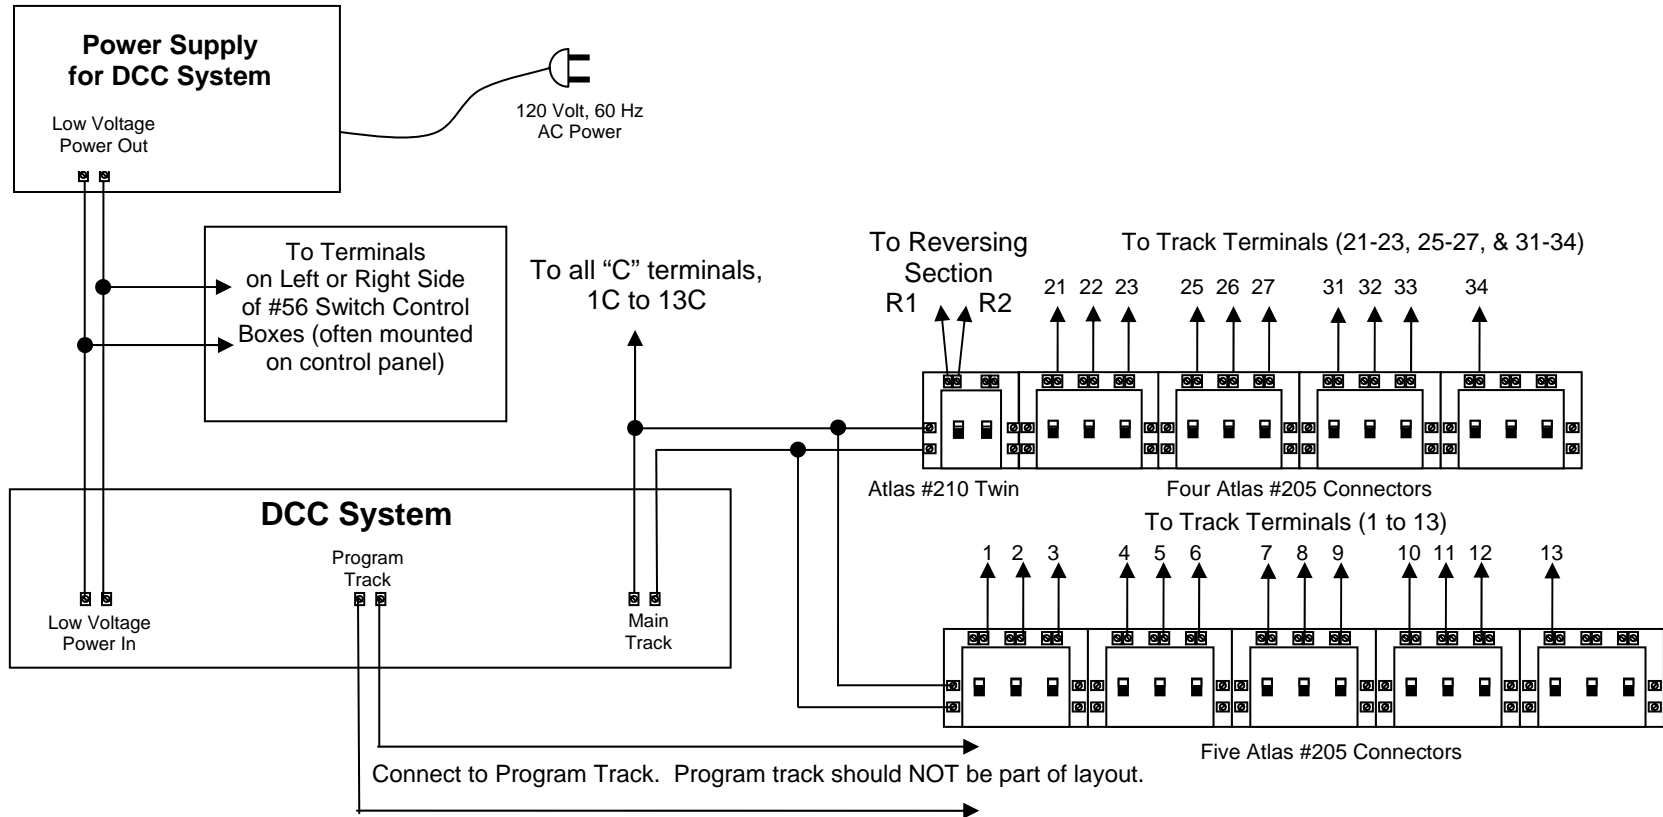 Power Supply
for DCC System
Low Voltage
Power Out
120 Volt, 60 Hz
AC Power
To Terminals
on Left or Right Side
of #56 Switch Control
Boxes (often mounted
on control panel)
To all “C” terminals,
1C to 13C
To Reversing
Section
R1 R2
To Track Terminals (21-23, 25-27, & 31-34)
21 22 23 25 26 27 31 32 33 34
Atlas #210 Twin
Four Atlas #205 Connectors
DCC System
Program
Track
Low Voltage
Power In
Main
Track
To Track Terminals (1 to 13)
1 2 3 4 5 6 7 8 9 10 11 12 13
Five Atlas #205 Connectors
Connect to Program Track. Program track should NOT be part of layout.